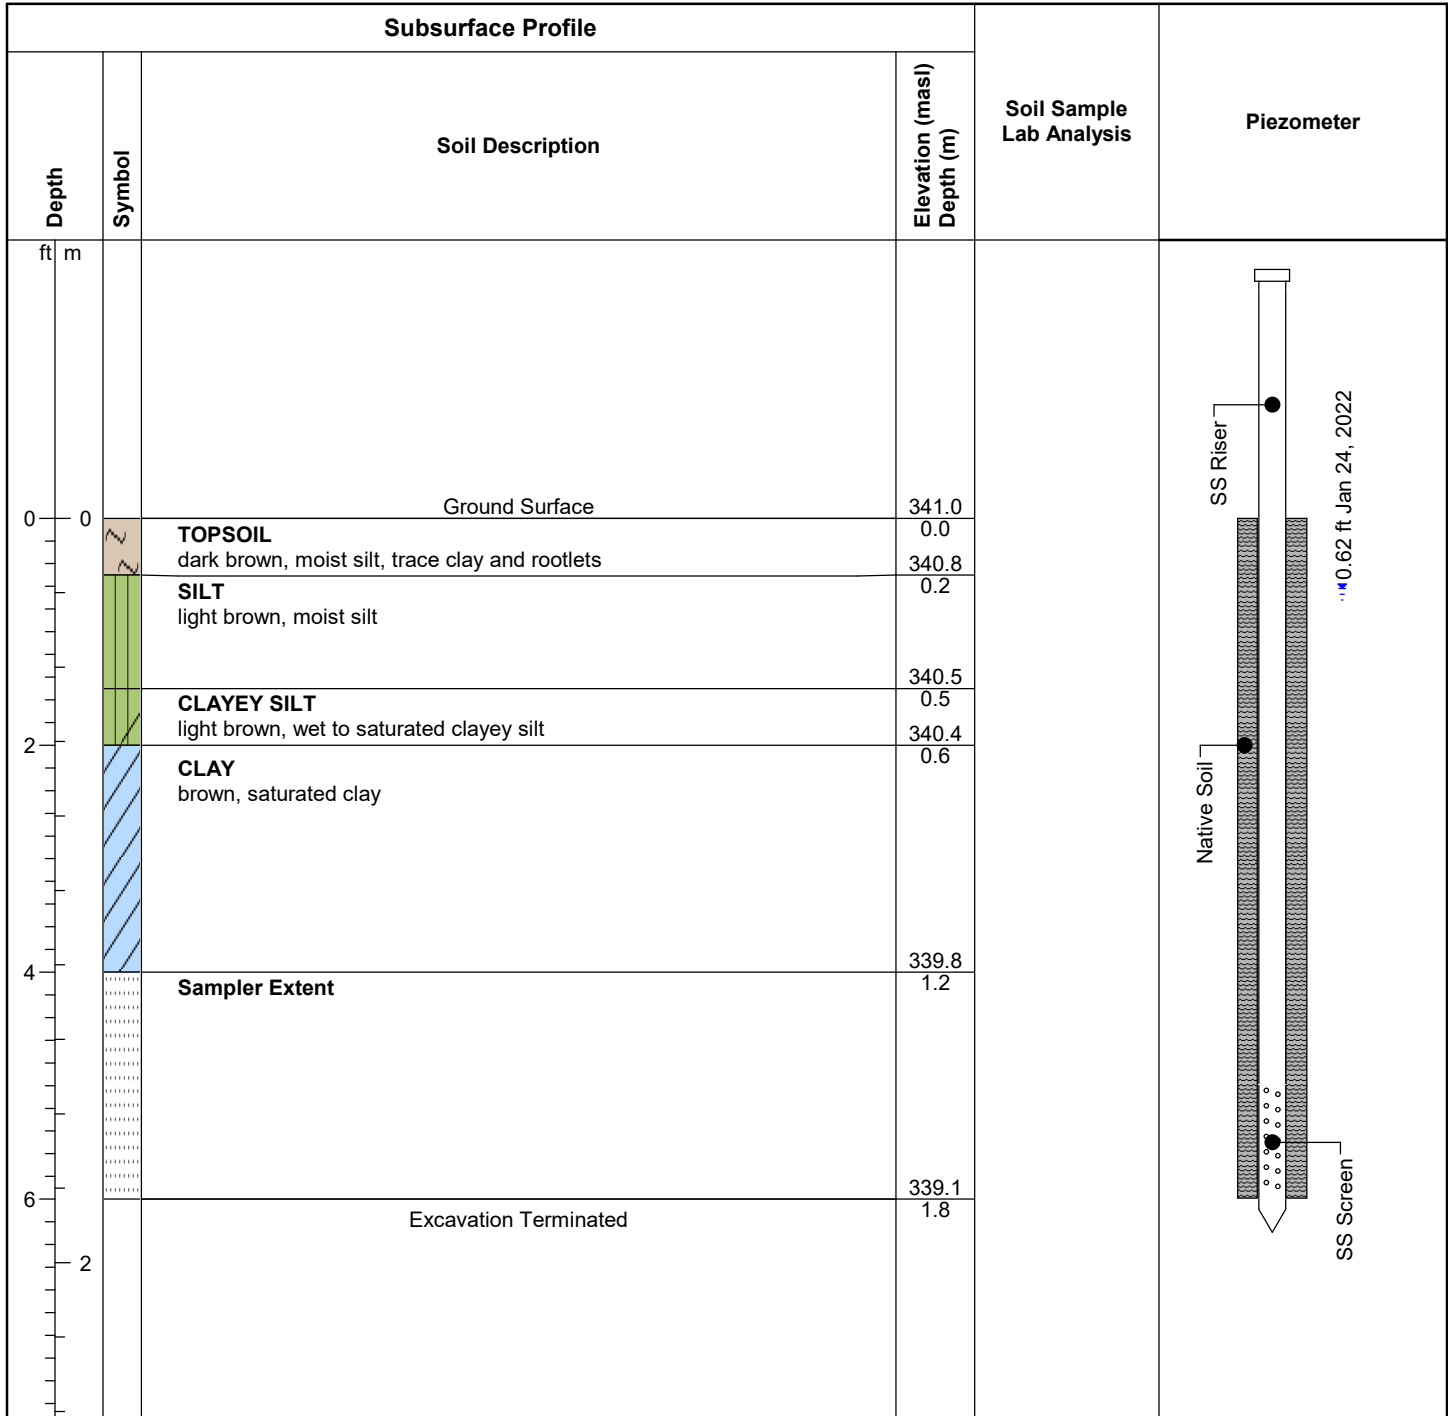 Subsurface Profile
Depth
Symbol
Soil Description
Elevation (masl)
Depth (m)
Soil Sample
Lab Analysis
Piezometer
ft m
SS Riser
0.62 ft Jan 24, 2022
Ground Surface
341.0
0 0
0.0
TOPSOIL
dark brown, moist silt, trace clay and rootlets
340.8
0.2
SILT
light brown, moist silt
340.5
0.5
CLAYEY SILT
light brown, wet to saturated clayey silt
340.4
2
0.6
CLAY
brown, saturated clay
Native Soil
339.8
4
1.2
Sampler Extent
339.1
6
1.8
Excavation Terminated
SS Screen
2